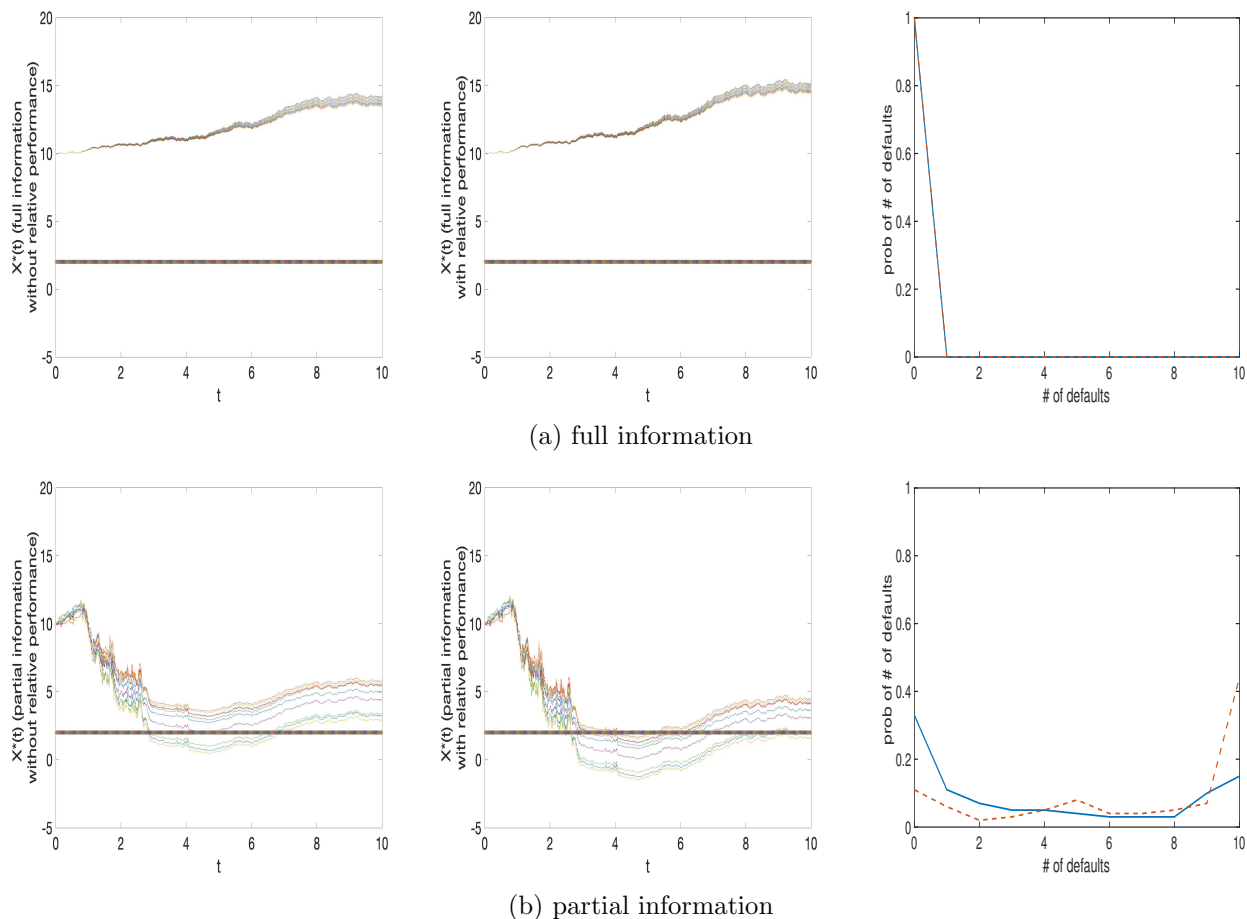 X*(t) (full information
without relative performance)
20
15
10
5
0
-5
0 2 4 6 8 10
t
X*(t) (full information
with relative performance)
20
15
10
5
0
-5
0 2 4 6 8 10
t
prob of # of defaults
1
0.8
0.6
0.4
0.2
0
0 2 4 6 8 10
# of defaults
(a) full information
X*(t) (partial information
without relative performance)
20
15
10
5
0
-5
0 2 4 6 8 10
t
X*(t) (partial information
with relative performance)
20
15
10
5
0
-5
0 2 4 6 8 10
t
prob of # of defaults
1
0.8
0.6
0.4
0.2
0
0 2 4 6 8 10
# of defaults
(b) partial information